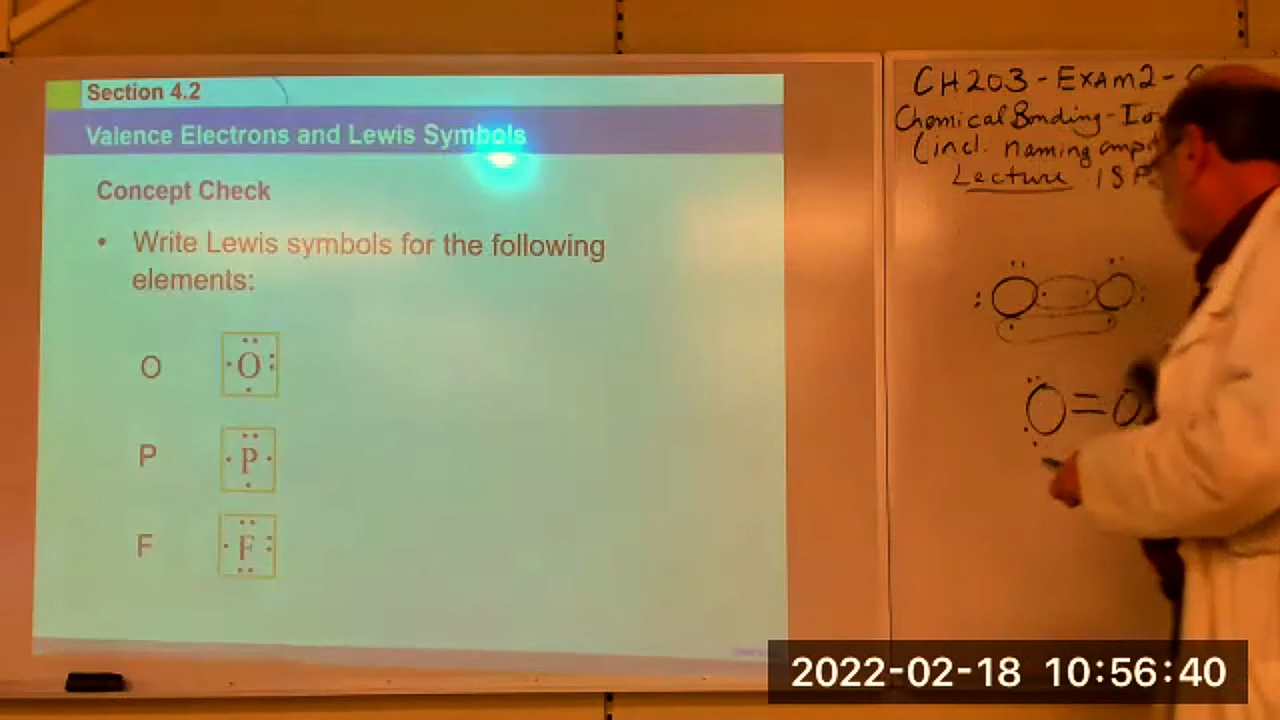 Section 4.2
Valence Electrons and Lewis Symbols
Concept Check
• Write Lewis symbols for the following
elements:
O ·O:
P ·P·
F ·F:
CH203 - EXAM2 -
Chemical Bonding -
(incl. naming
Lecture
O O
O=O
2022-02-18 10:56:40